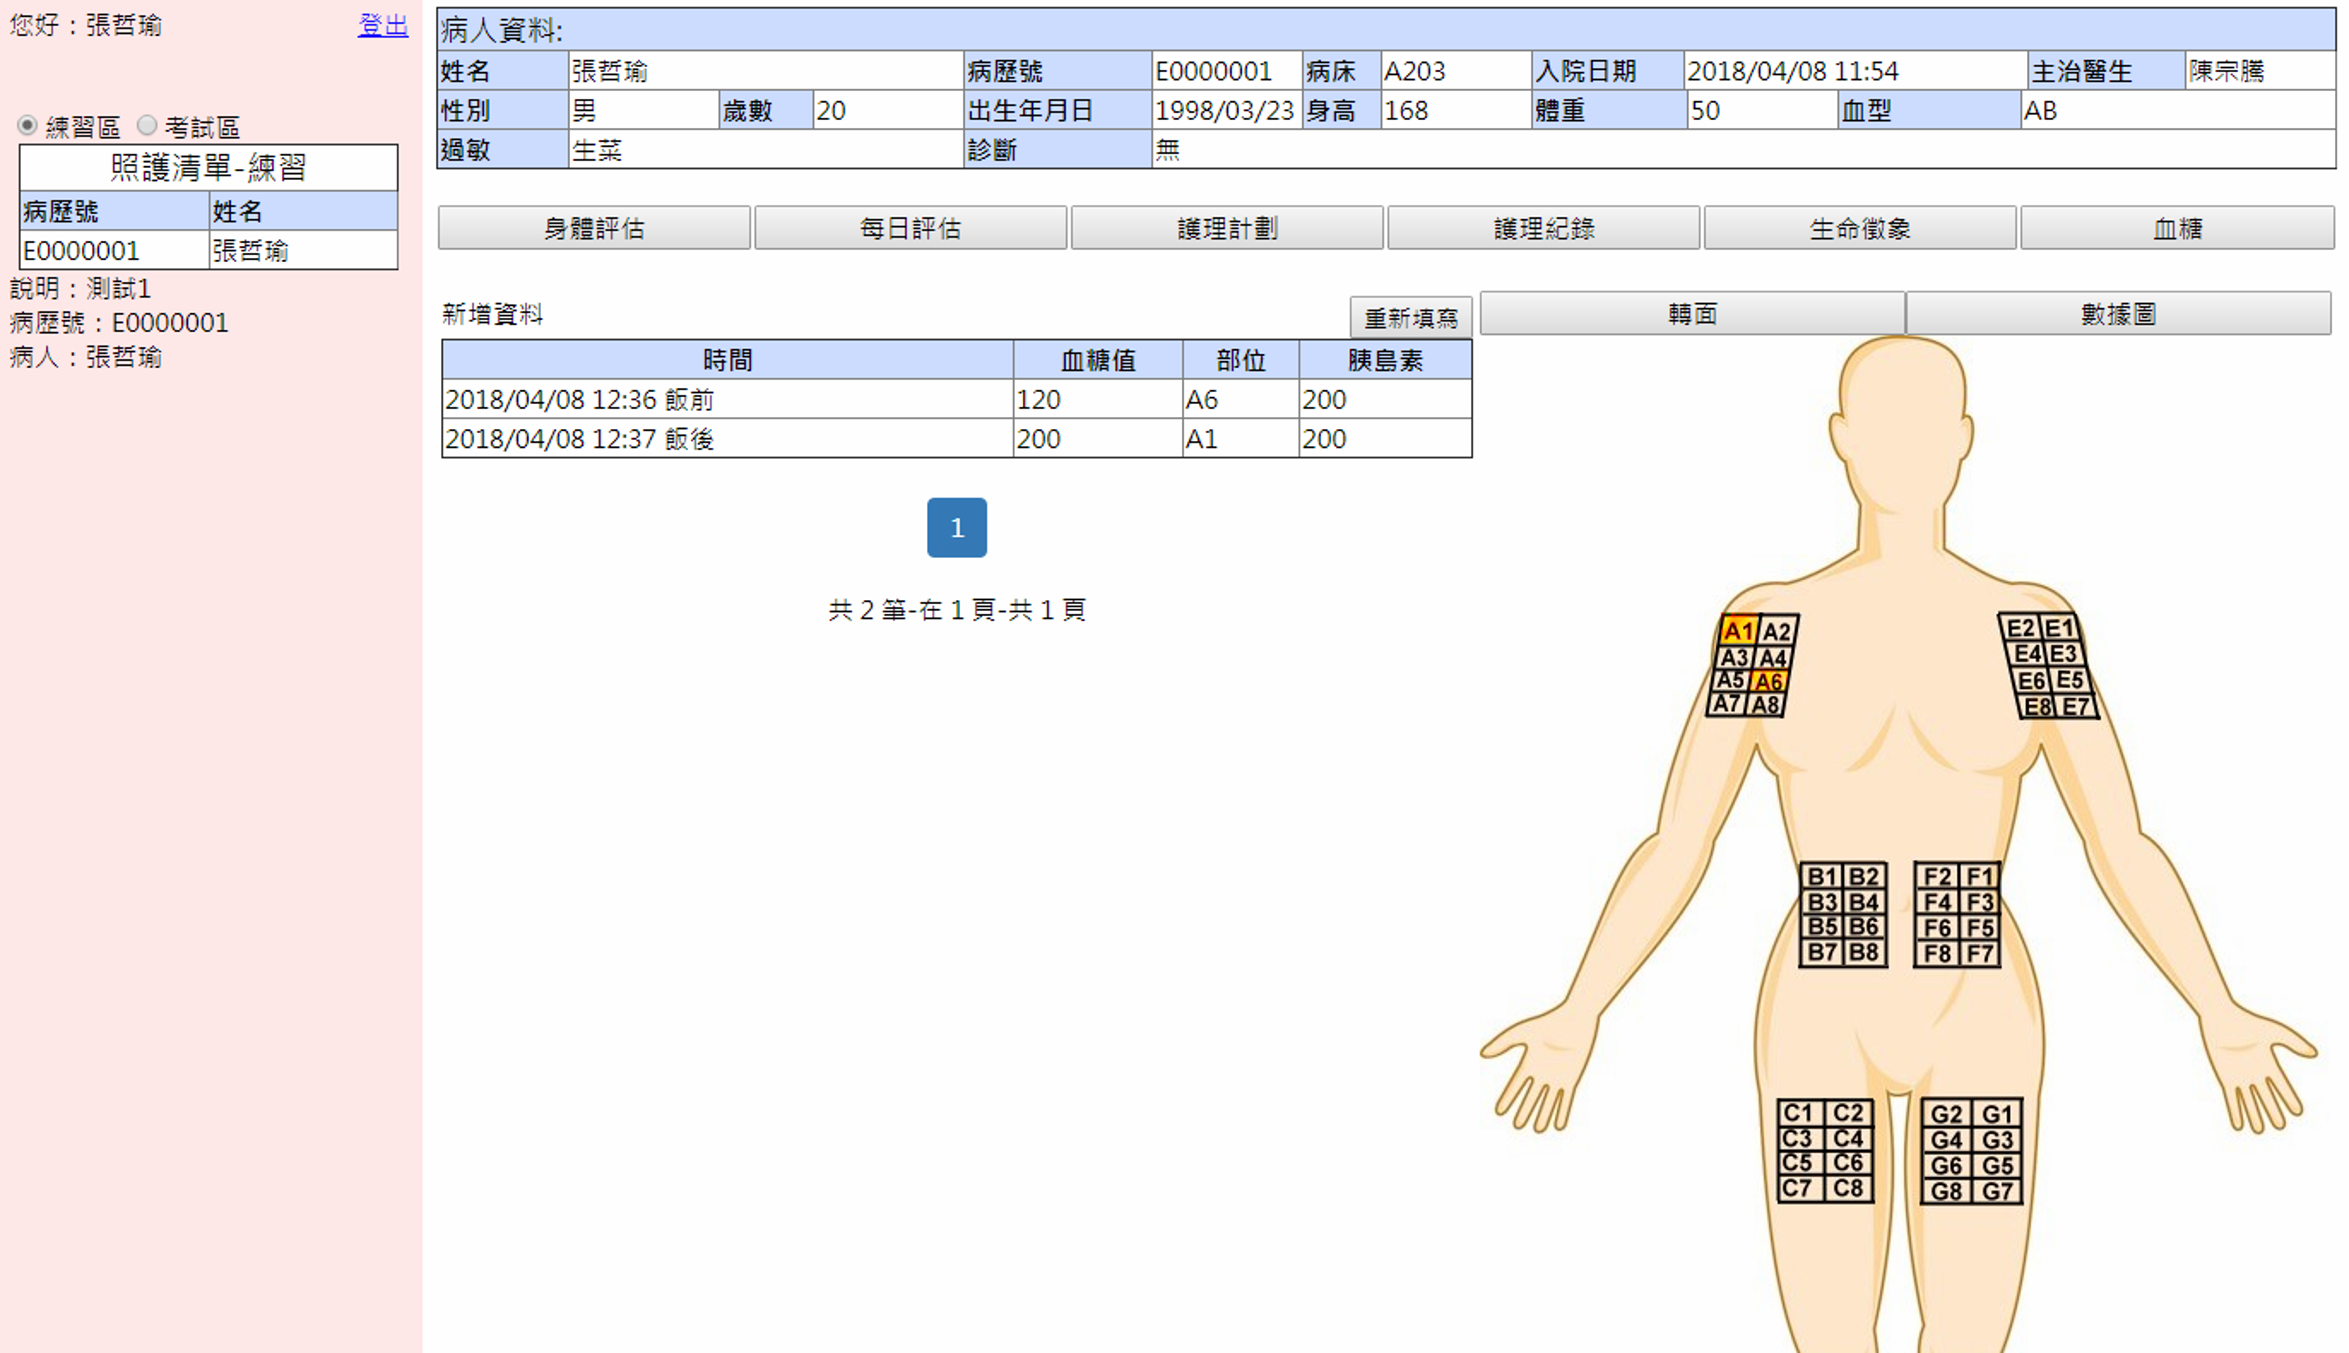 您好：張哲瑜 登出
練習區 考試區
照護清單-練習
病歷號 姓名
E0000001 張哲瑜
說明：測試1
病歷號：E0000001
病人：張哲瑜
病人資料:
姓名 張哲瑜 病歷號 E0000001 病床 A203 入院日期 2018/04/08 11:54 主治醫生 陳宗騰
性別 男 歲數 20 出生年月日 1998/03/23 身高 168 體重 50 血型 AB
過敏 生菜 診斷 無
身體評估 每日評估 護理計劃 護理紀錄 生命徵象 血糖
新增資料 重新填寫 轉面 數據圖
時間 血糖值 部位 胰島素
2018/04/08 12:36 飯前 120 A6 200
2018/04/08 12:37 飯後 200 A1 200
1
共 2 筆-在 1 頁-共 1 頁
A1 A2 E2 E1
A3 A4 E4 E3
A5 A6 E6 E5
A7 A8 E8 E7
B1 B2 F2 F1
B3 B4 F4 F3
B5 B6 F6 F5
B7 B8 F8 F7
C1 C2 G2 G1
C3 C4 G4 G3
C5 C6 G6 G5
C7 C8 G8 G7